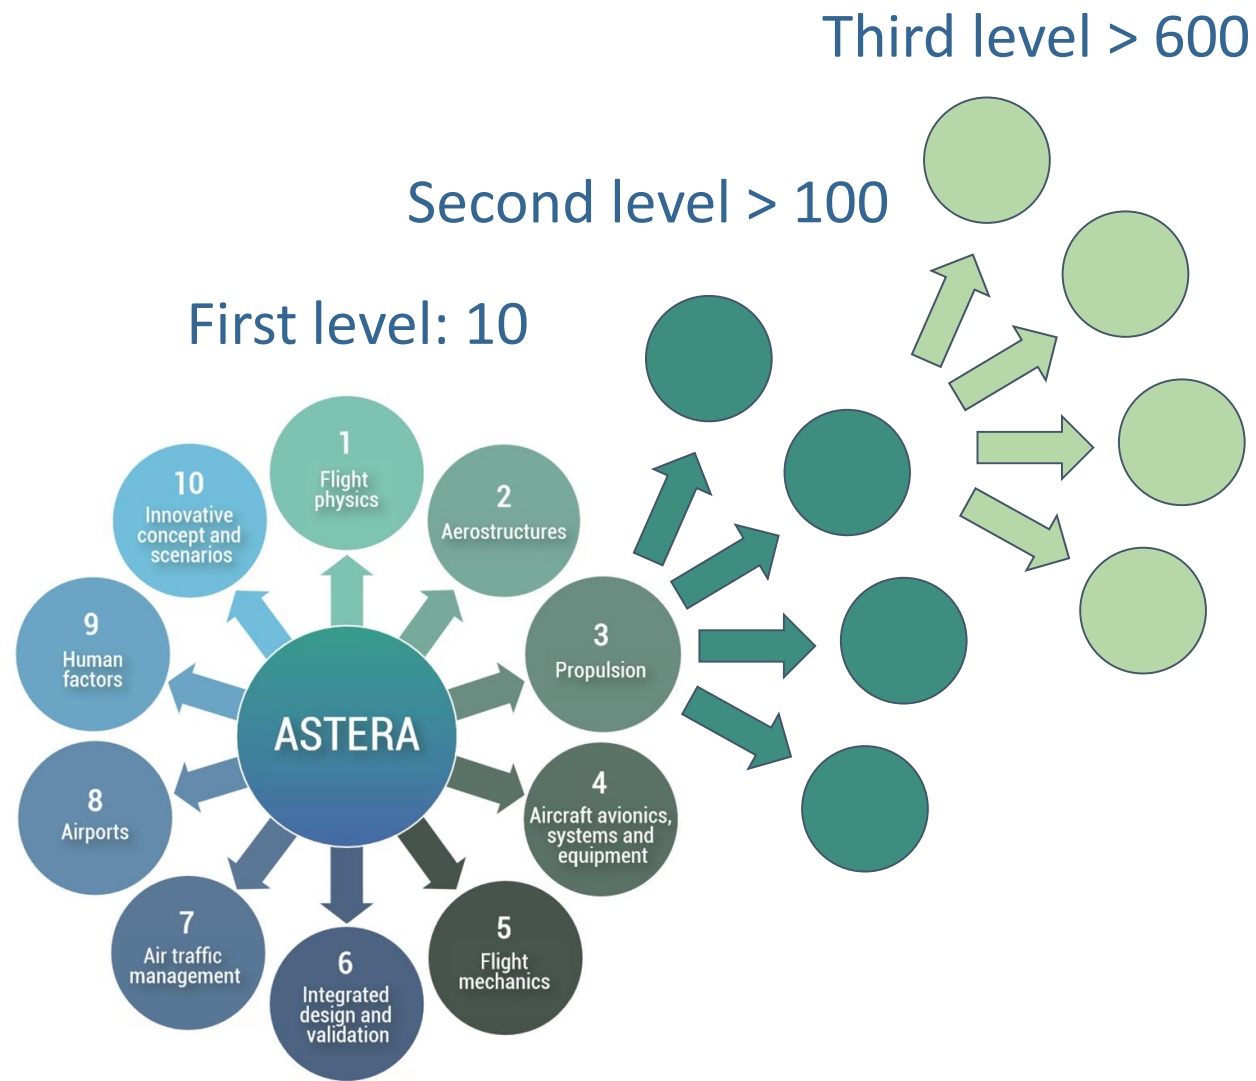 Third level > 600
Second level > 100
First level: 10
1
Flight
physics
2
Aerostructures
3
Propulsion
4
Aircraft avionics,
systems and
equipment
5
Flight
mechanics
6
Integrated
design and
validation
7
Air traffic
management
8
Airports
9
Human
factors
10
Innovative
concept and
scenarios
ASTERA